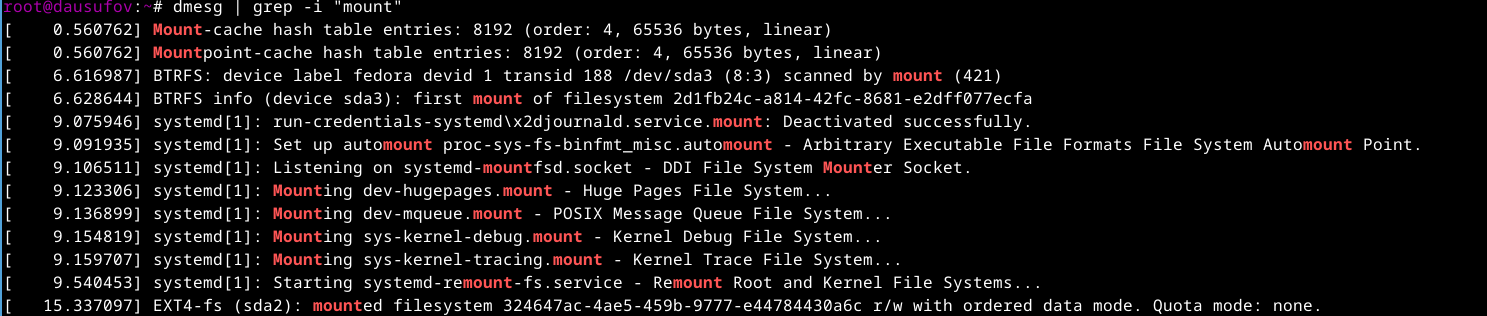 root@dausufov:~# dmesg | grep -i "mount"
[    0.560762] Mount-cache hash table entries: 8192 (order: 4, 65536 bytes, linear)
[    0.560762] Mountpoint-cache hash table entries: 8192 (order: 4, 65536 bytes, linear)
[    6.616987] BTRFS: device label fedora devid 1 transid 188 /dev/sda3 (8:3) scanned by mount (421)
[    6.628644] BTRFS info (device sda3): first mount of filesystem 2d1fb24c-a814-42fc-8681-e2dff077ecfa
[    9.075946] systemd[1]: run-credentials-systemd\x2djournald.service.mount: Deactivated successfully.
[    9.091935] systemd[1]: Set up automount proc-sys-fs-binfmt_misc.automount - Arbitrary Executable File Formats File System Automount Point.
[    9.106511] systemd[1]: Listening on systemd-mountfsd.socket - DDI File System Mounter Socket.
[    9.123306] systemd[1]: Mounting dev-hugepages.mount - Huge Pages File System...
[    9.136899] systemd[1]: Mounting dev-mqueue.mount - POSIX Message Queue File System...
[    9.154819] systemd[1]: Mounting sys-kernel-debug.mount - Kernel Debug File System...
[    9.159707] systemd[1]: Mounting sys-kernel-tracing.mount - Kernel Trace File System...
[    9.540453] systemd[1]: Starting systemd-remount-fs.service - Remount Root and Kernel File Systems...
[   15.337097] EXT4-fs (sda2): mounted filesystem 324647ac-4ae5-459b-9777-e44784430a6c r/w with ordered data mode. Quota mode: none.